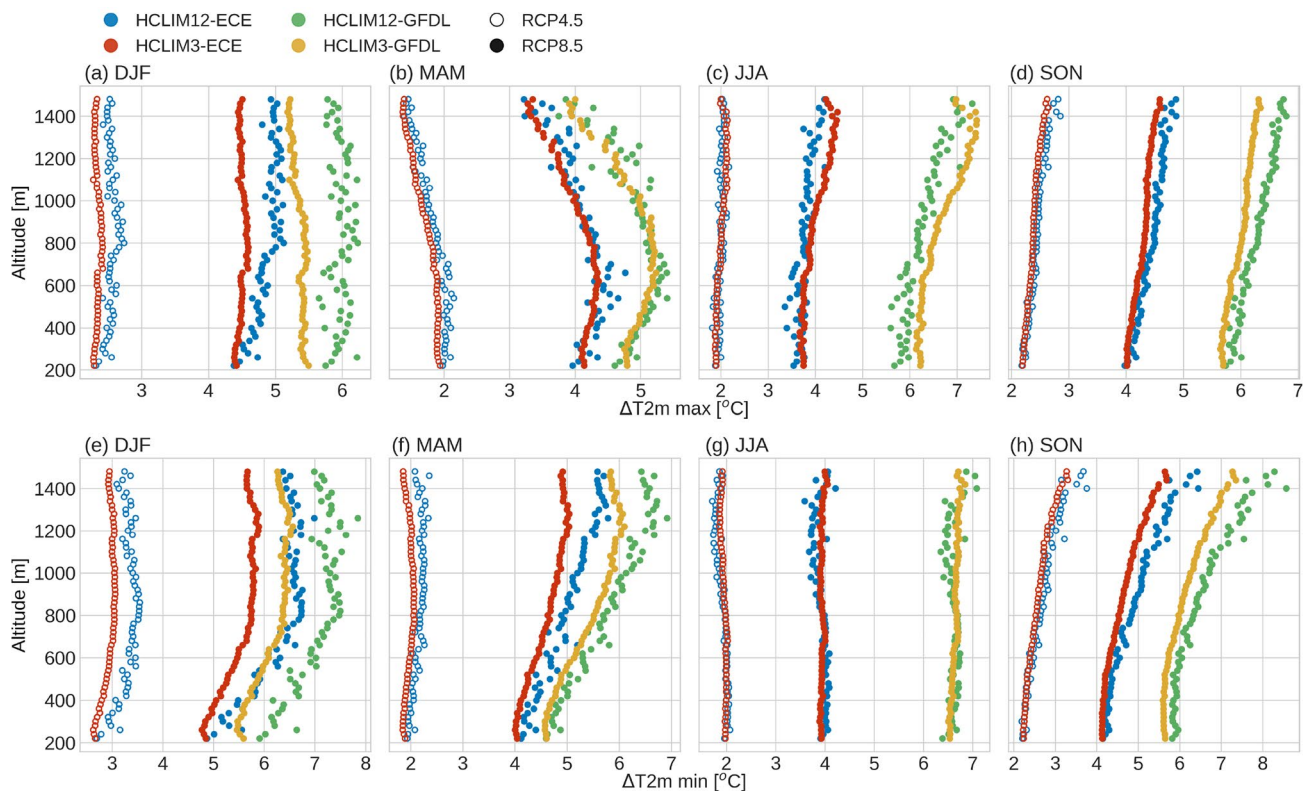 HCLIM12-ECE HCLIM12-GFDL RCP4.5
HCLIM3-ECE HCLIM3-GFDL RCP8.5
(a) DJF (b) MAM (c) JJA (d) SON
Altitude [m]
1400
1200
1000
800
600
400
200
3 4 5 6 2 3 4 5 2 3 4 5 6 7 2 3 4 5 6 7
ΔT2m max [°C]
(e) DJF (f) MAM (g) JJA (h) SON
Altitude [m]
1400
1200
1000
800
600
400
200
3 4 5 6 7 8 2 3 4 5 6 7 2 3 4 5 6 7 2 3 4 5 6 7 8
ΔT2m min [°C]